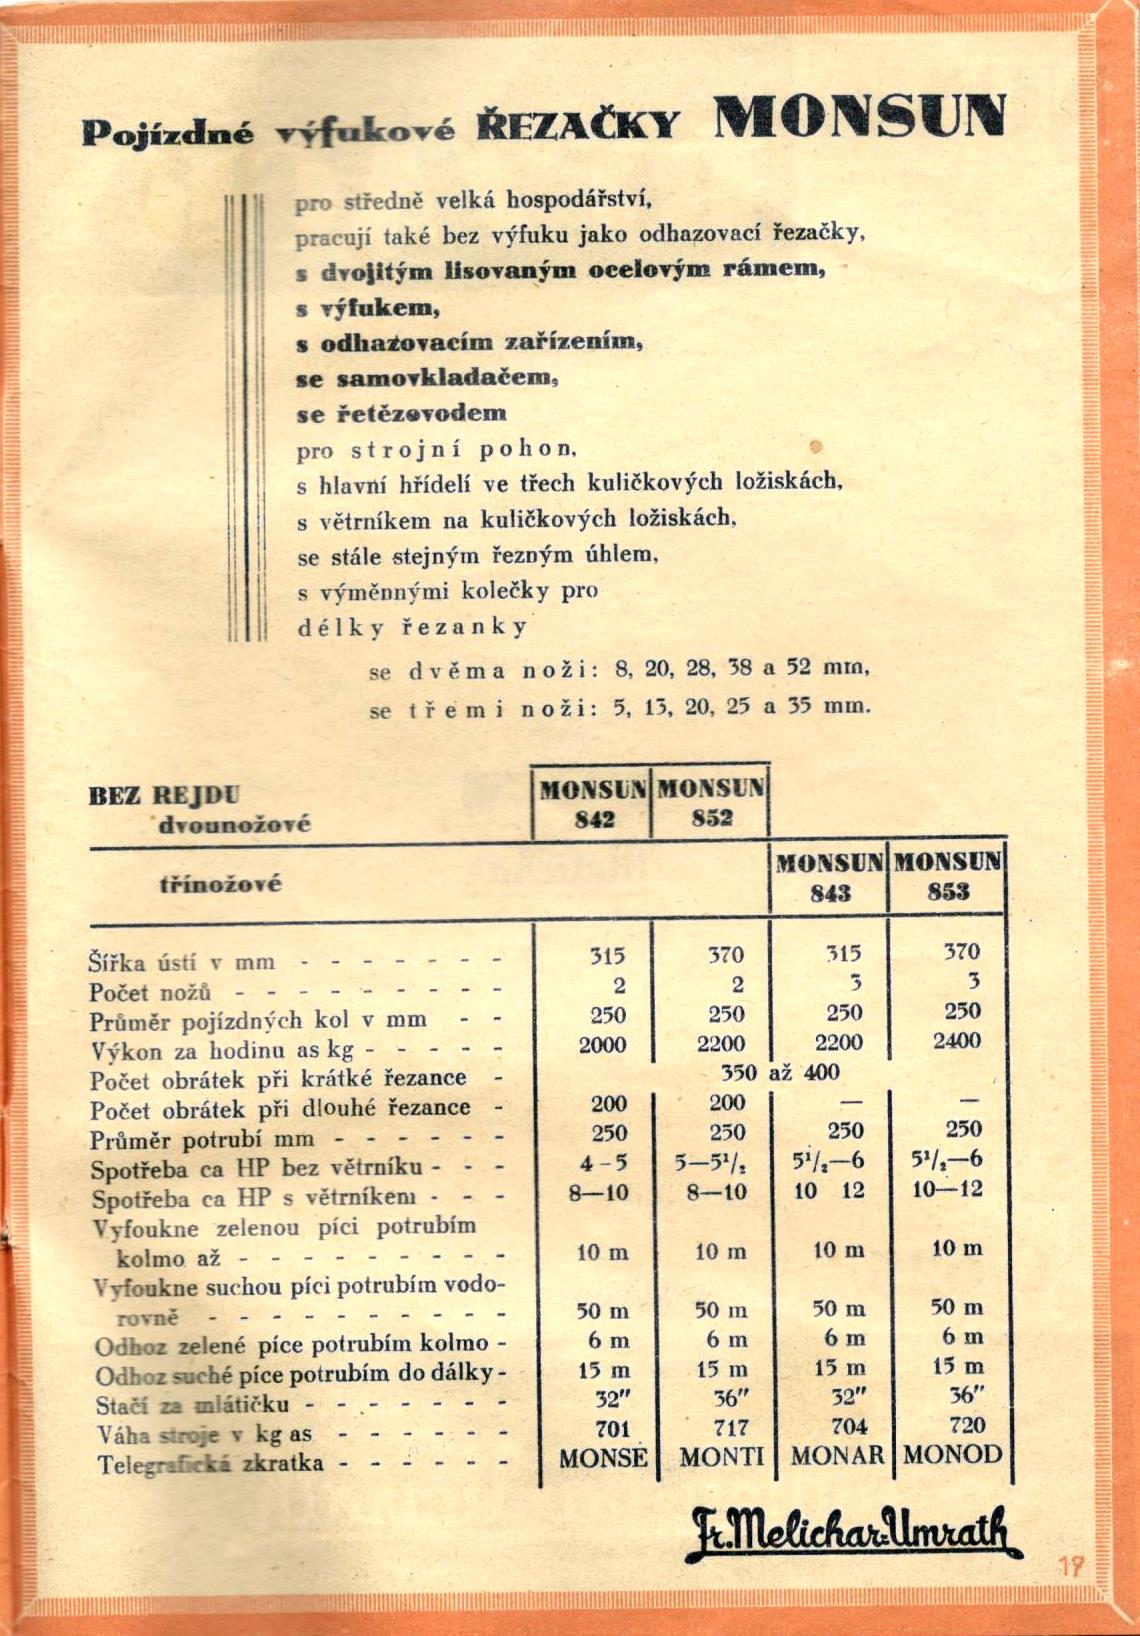 Pojízdné výfukové ŘEZAČKY MONSUN
pro středně velká hospodářství,
pracují také bez výfuku jako odhazovací řezačky,
s dvojitým lisovaným ocelovým rámem,
s výfukem,
s odhazovacím zařízením,
se samovkladačem,
se řetězovodem
pro strojní pohon,
s hlavní hřídelí ve třech kuličkových ložiskách,
s větrníkem na kuličkových ložiskách,
se stále stejným řezným úhlem,
s výměnnými kolečky pro
délky řezanky
se dvěma noži: 8, 20, 28, 38 a 52 mm,
se třemi noži: 5, 13, 20, 25 a 35 mm.
BEZ REJDU MONSUN MONSUN
dvounožové 842 852
třínožové MONSUN MONSUN
843 853
Šířka ústí v mm - - - - - - - 315 370 315 370
Počet nožů - - - - - - - - - 2 2 3 3
Průměr pojízdných kol v mm - - 250 250 250 250
Výkon za hodinu as kg - - - - - 2000 2200 2200 2400
Počet obrátek při krátké řezance - 350 až 400
Počet obrátek při dlouhé řezance - 200 200 — —
Průměr potrubí mm - - - - - - 250 250 250 250
Spotřeba ca HP bez větrníku - - - 4-5 5—5½ 5½—6 5½—6
Spotřeba ca HP s větrníkem - - - 8—10 8—10 10 12 10—12
Vyfoukne zelenou píci potrubím
kolmo až - - - - - - - - - 10 m 10 m 10 m 10 m
Vyfoukne suchou píci potrubím vodo-
rovně - - - - - - - - - - 50 m 50 m 50 m 50 m
Odhoz zelené píce potrubím kolmo - 6 m 6 m 6 m 6 m
Odhoz suché píce potrubím do dálky - 15 m 15 m 15 m 15 m
Stačí za mlátičku - - - - - - - 32" 36" 32" 36"
Váha stroje v kg as - - - - - - 701 717 704 720
Telegrafická zkratka - - - - - - MONSE MONTI MONAR MONOD
Fr. Melichar-Umrath